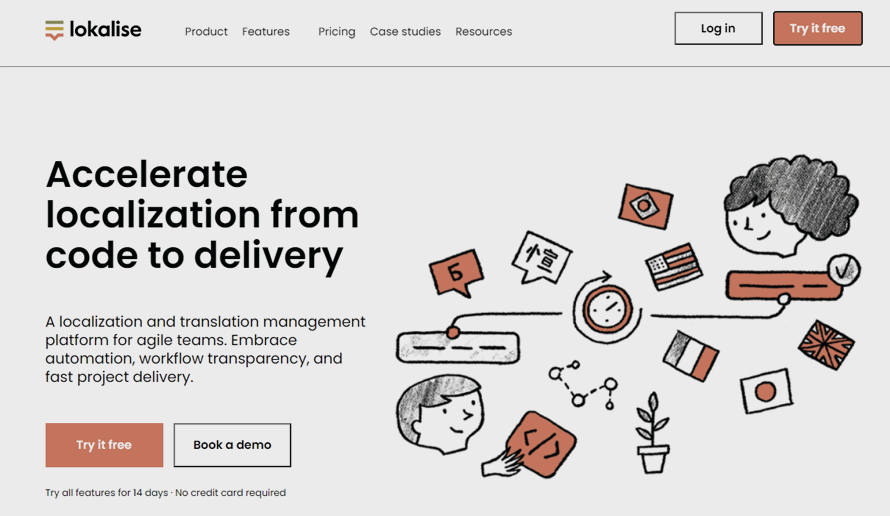 lokalise
Product Features Pricing Case studies Resources
Log in
Try it free
Accelerate
localization from
code to delivery
A localization and translation management
platform for agile teams. Embrace
automation, workflow transparency, and
fast project delivery.
Try it free
Book a demo
Try all features for 14 days · No credit card required
Б
</>